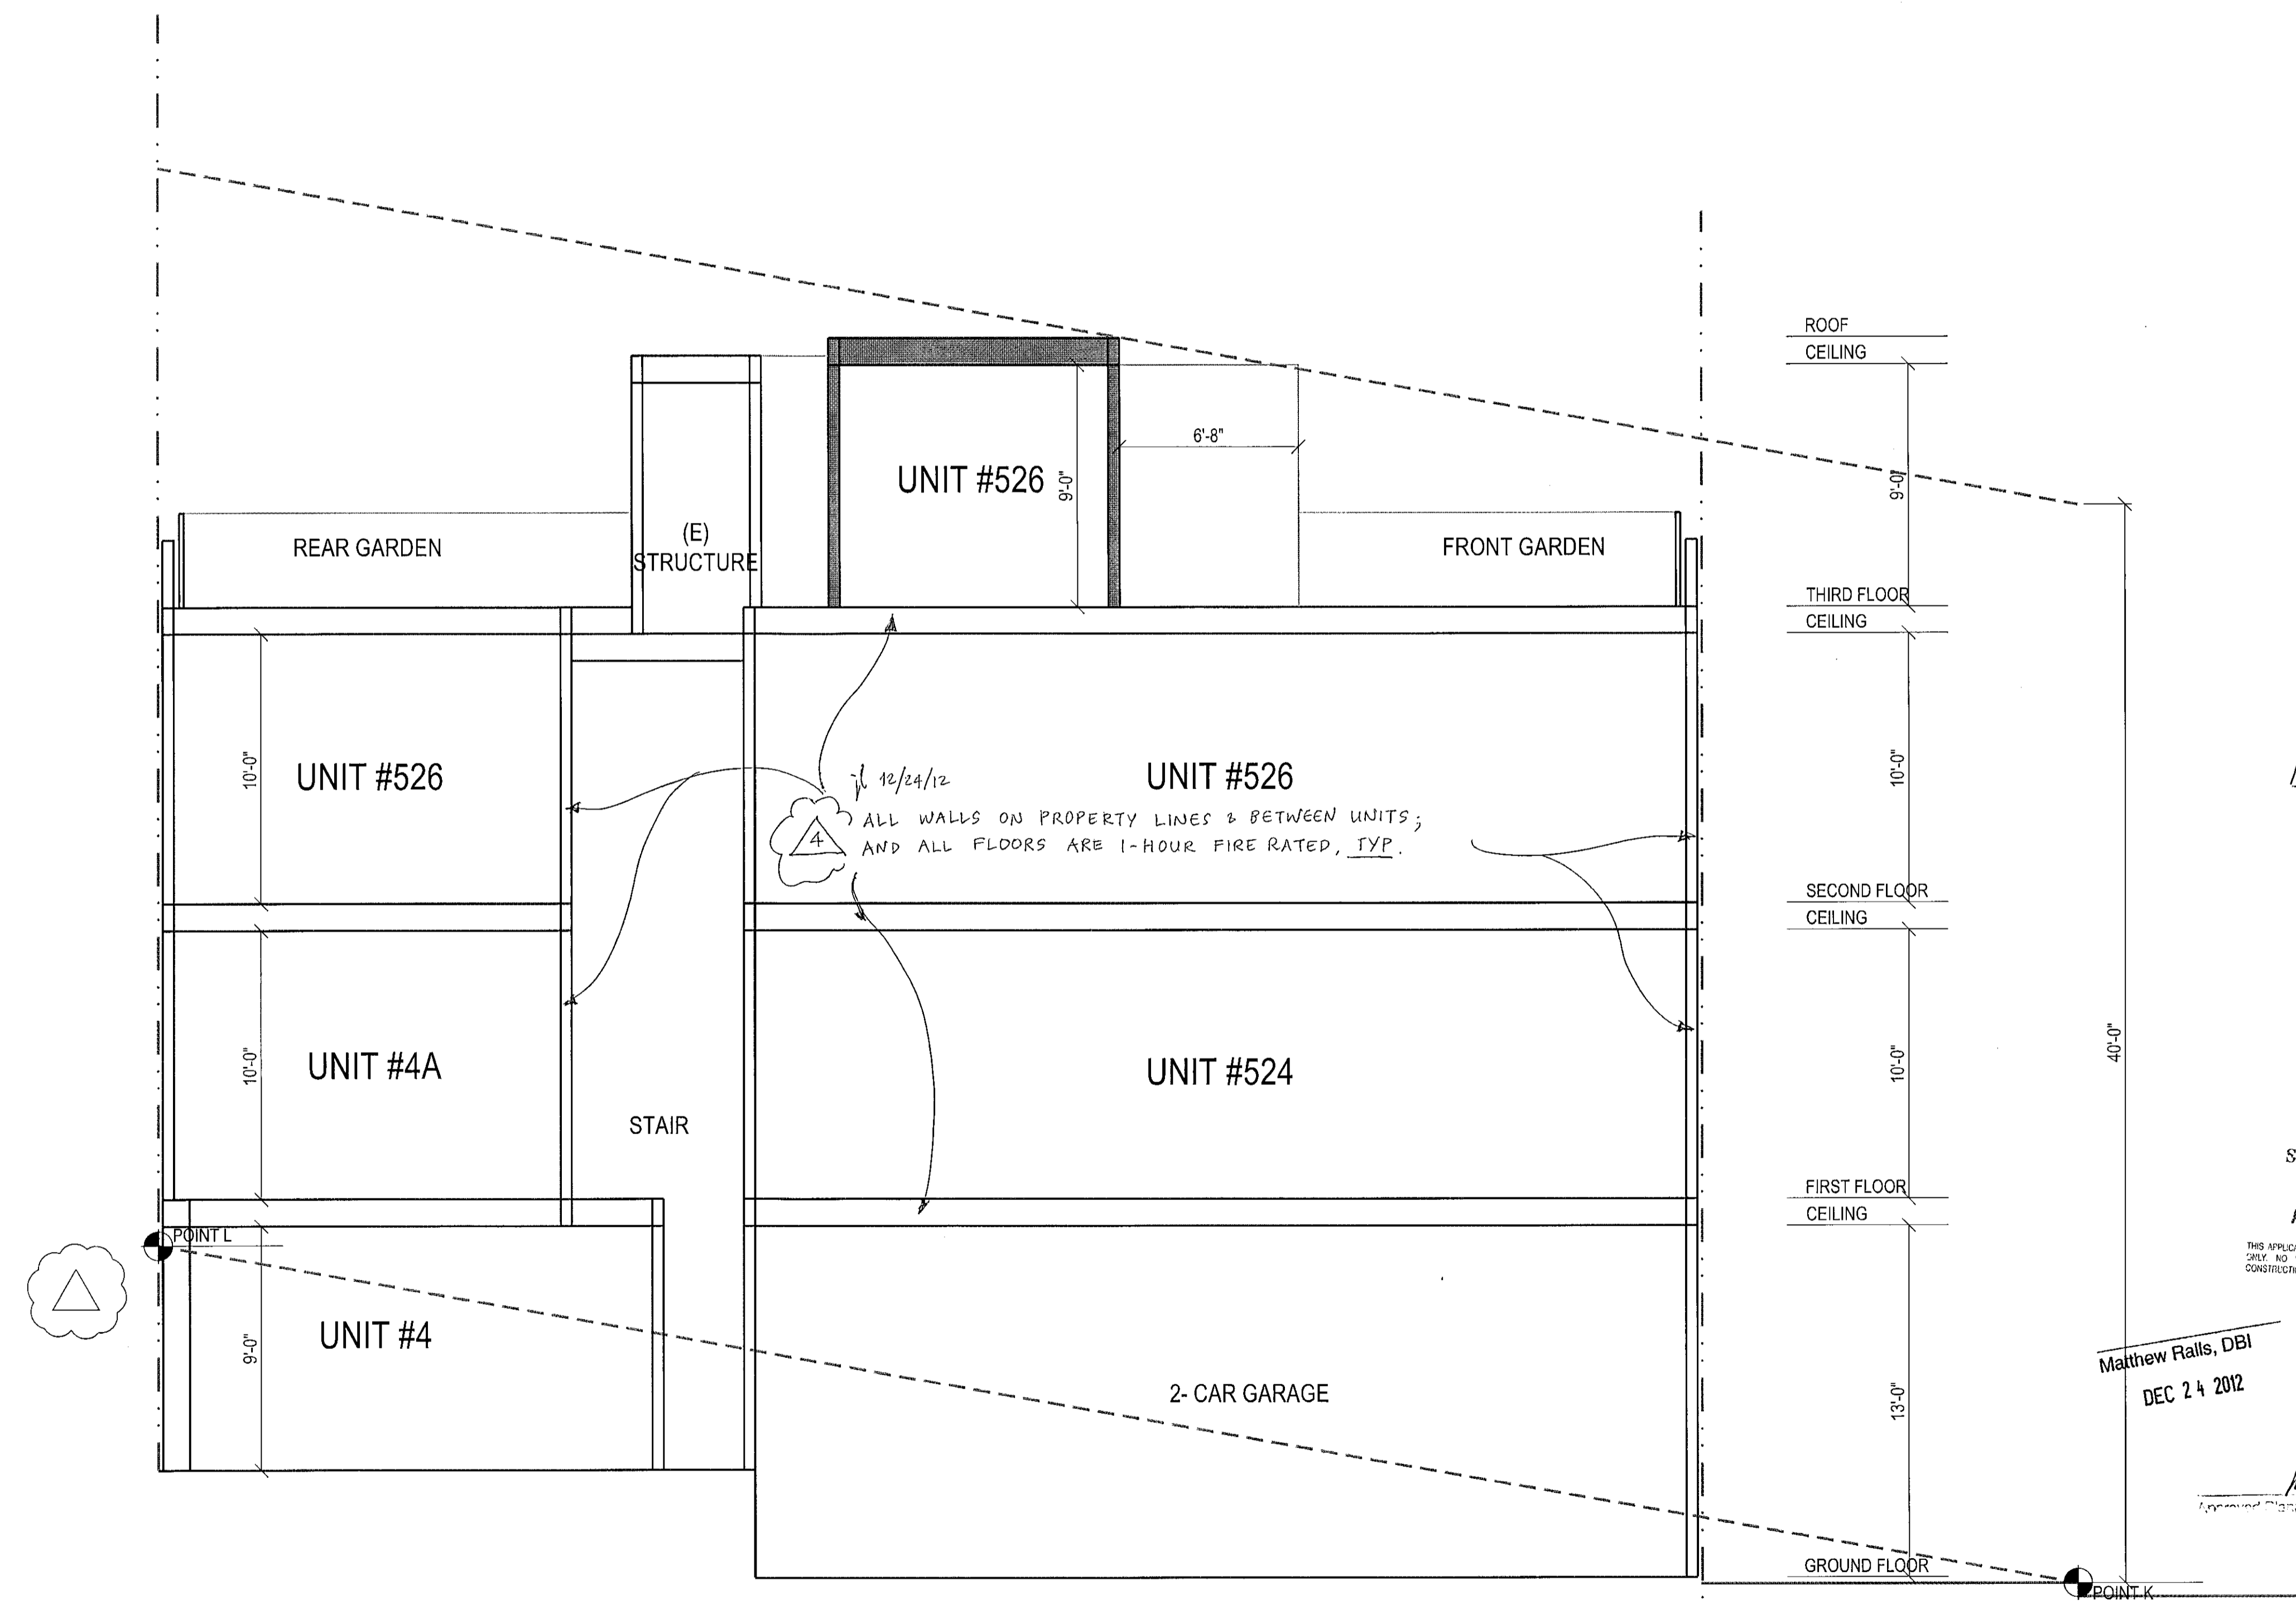 ROOF
CEILING
6'-8"
UNIT #526
9'-0"
9'-0"
(E)
STRUCTURE
REAR GARDEN
FRONT GARDEN
THIRD FLOOR
CEILING
UNIT #526
10'-0"
UNIT #526
10'-0"
12/24/12
4
ALL WALLS ON PROPERTY LINES & BETWEEN UNITS;
AND ALL FLOORS ARE 1-HOUR FIRE RATED, TYP.
SECOND FLOOR
CEILING
40'-0"
UNIT #4A
10'-0"
UNIT #524
10'-0"
STAIR
FIRST FLOOR
CEILING
POINT L
UNIT #4
9'-0"
2- CAR GARAGE
13'-0"
THIS
ONLY. NO
Matthew Ralls, DBI
DEC 24 2012
Approved
GROUND FLOOR
POINT K